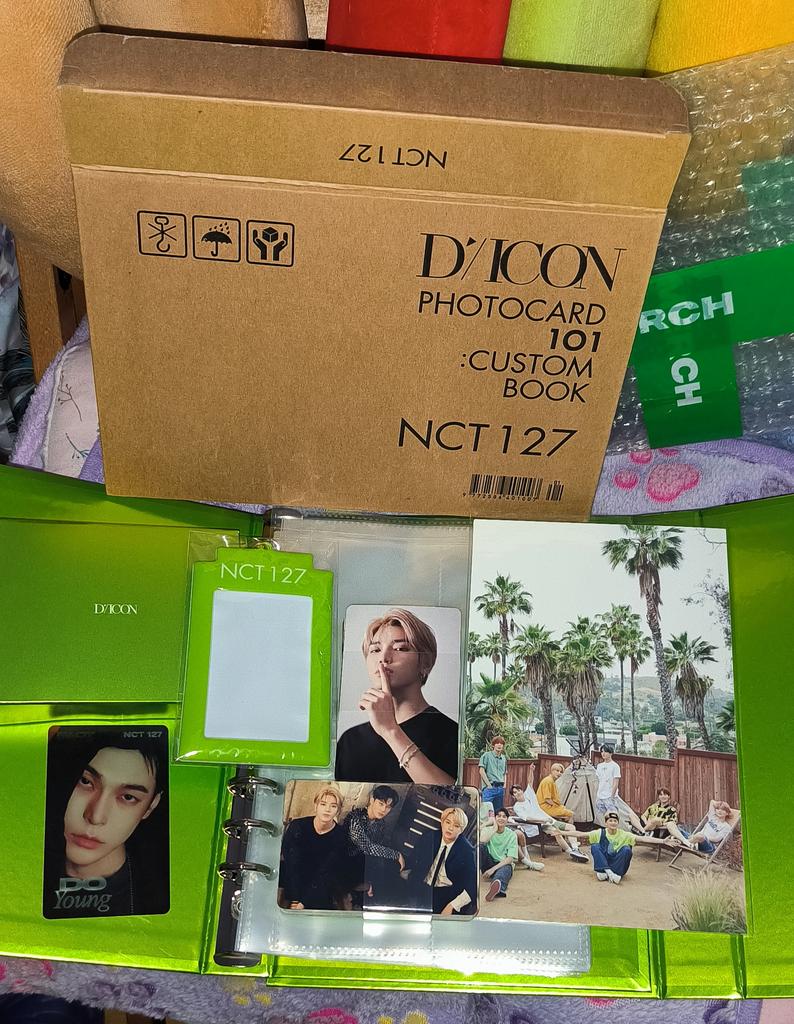 NCT 127
D'/ICON
PHOTOCARD
101
:CUSTOM
BOOK
NCT 127
RCH
CH
D'/ICON
NCT 127
NCT 127
DO
Young